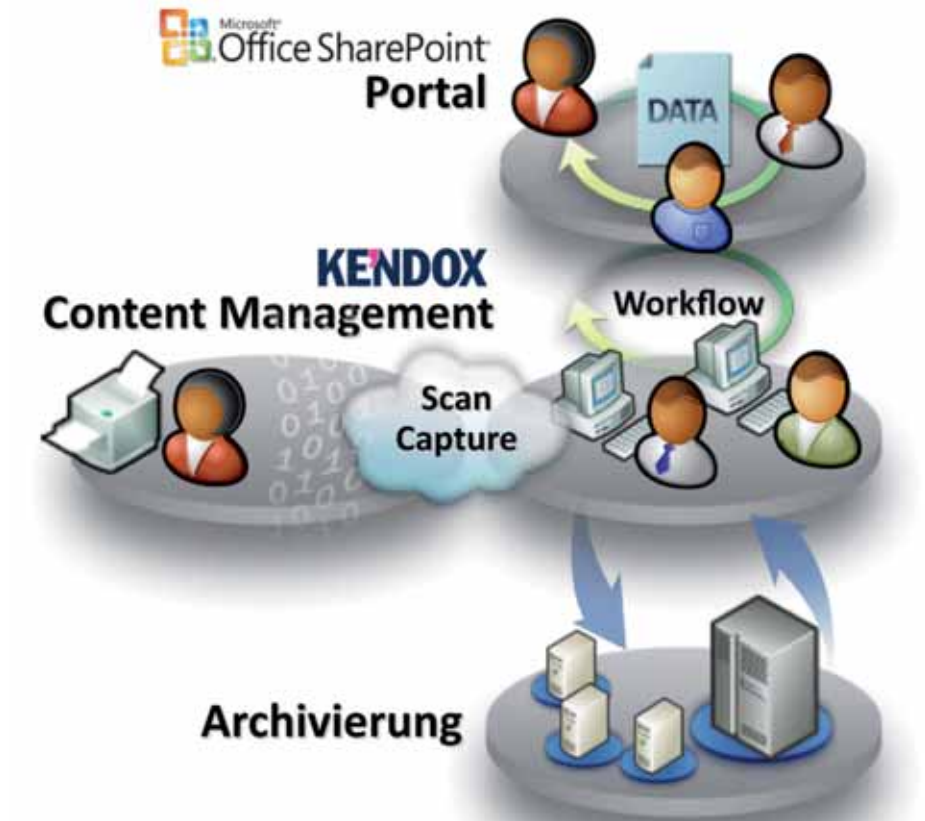 Microsoft®
Office SharePoint
Portal
DATA
KENDOX
Content Management
Workflow
Scan
Capture
Archivierung